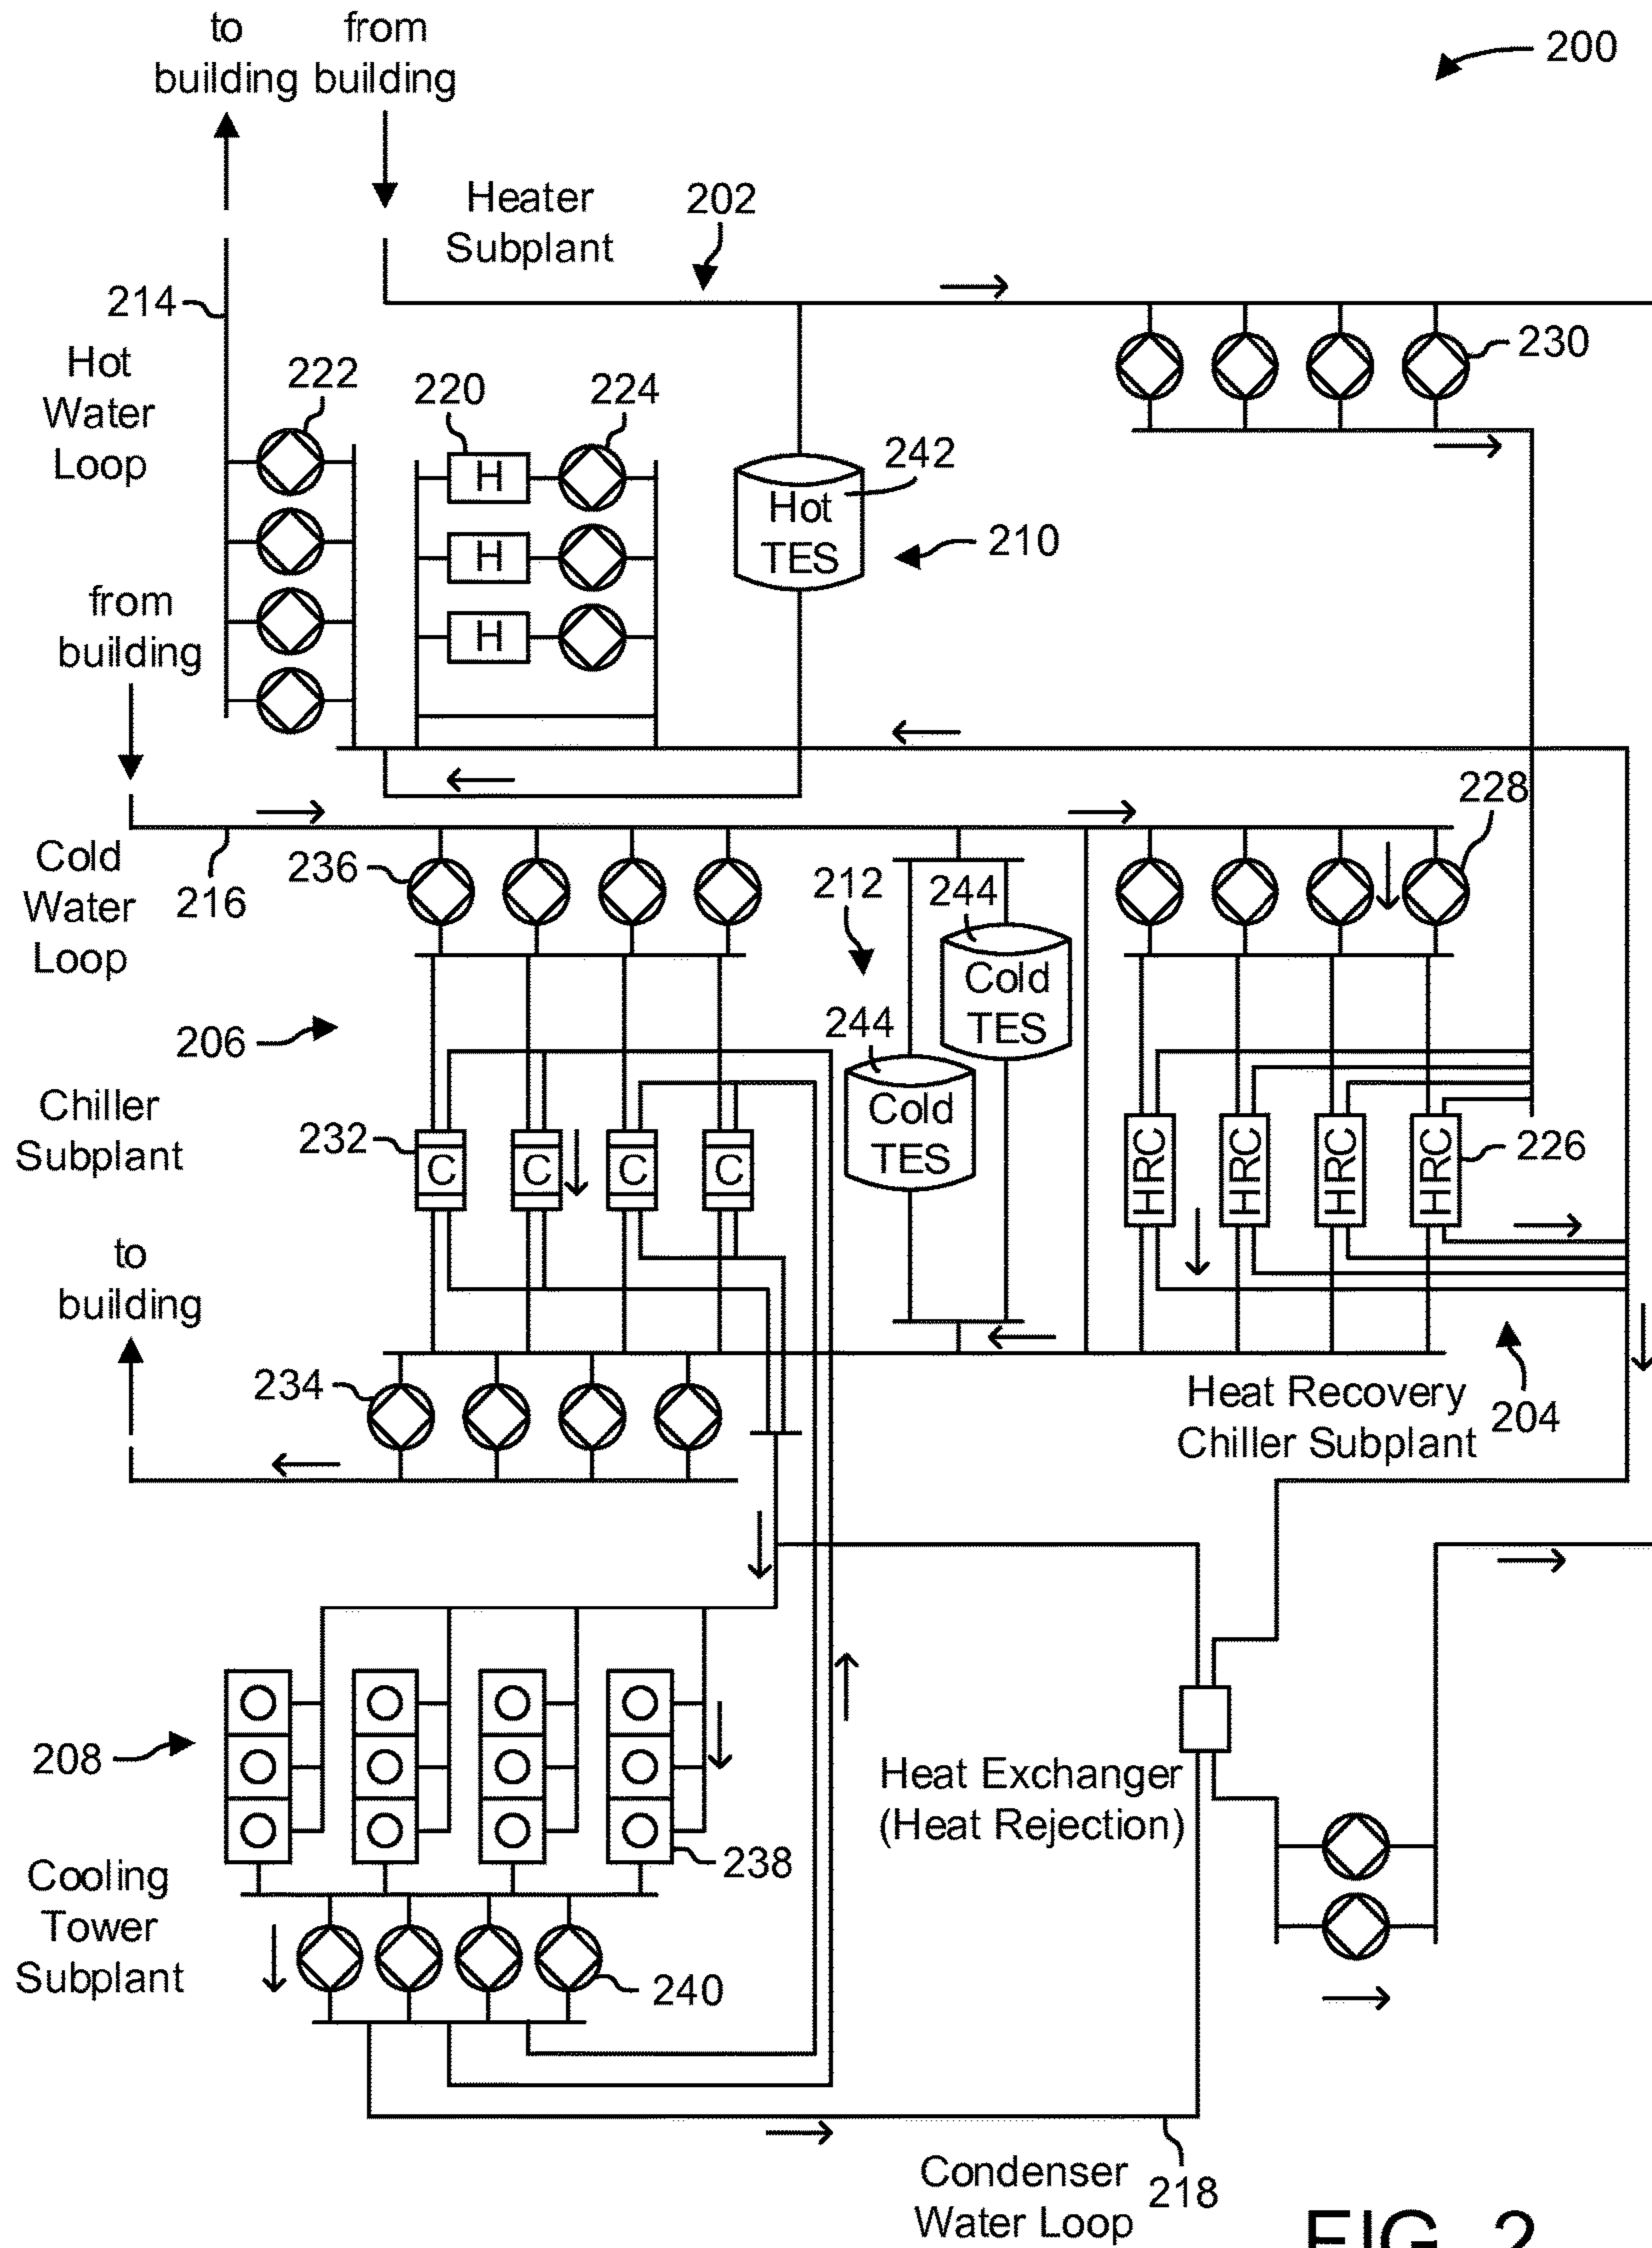 to
building
from
building
200
Heater
Subplant
202
214
Hot
Water
Loop
222
220
224
230
H
H
H
Hot
TES
242
210
from
building
228
Cold
Water
Loop
216
236
212
244
Cold
TES
244
Cold
TES
206
Chiller
Subplant
232
C
C
C
C
HRC
HRC
HRC
HRC
226
to
building
234
Heat Recovery
Chiller Subplant
204
208
Heat Exchanger
(Heat Rejection)
238
Cooling
Tower
Subplant
240
Condenser
Water Loop
218
FIG. 2